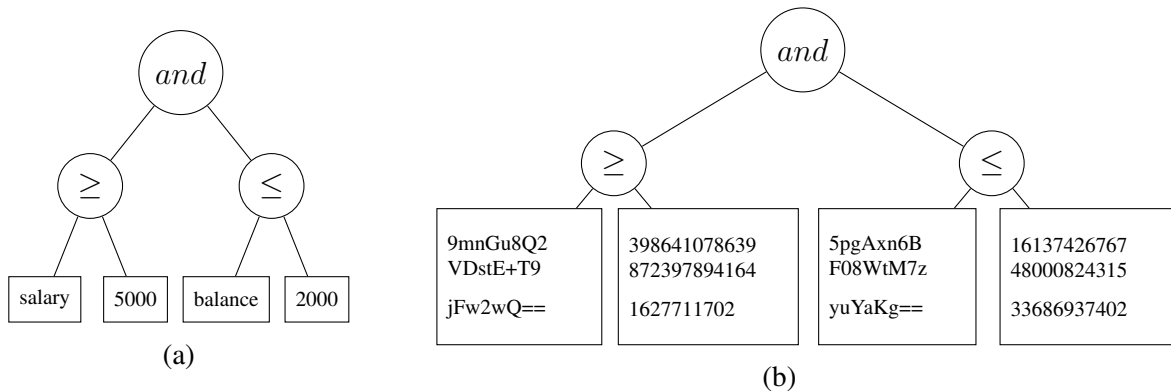 and
≥
≤
salary
5000
balance
2000
(a)
and
≥
≤
9mnGu8Q2
VDstE+T9
jFw2wQ==
398641078639
872397894164
1627711702
5pgAxn6B
F08WtM7z
yuYaKg==
16137426767
48000824315
33686937402
(b)